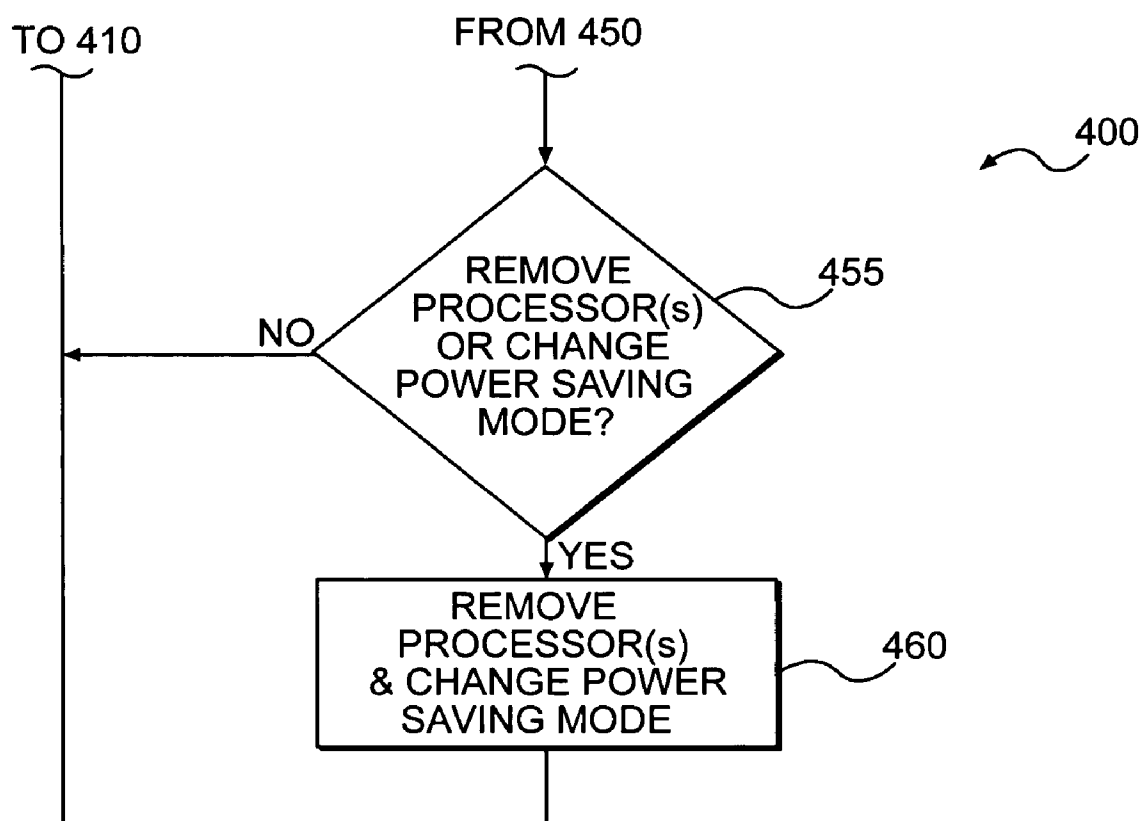 TO 410
FROM 450
400
REMOVE
PROCESSOR(s)
OR CHANGE
POWER SAVING
MODE?
455
NO
YES
REMOVE
PROCESSOR(s)
& CHANGE POWER
SAVING MODE
460